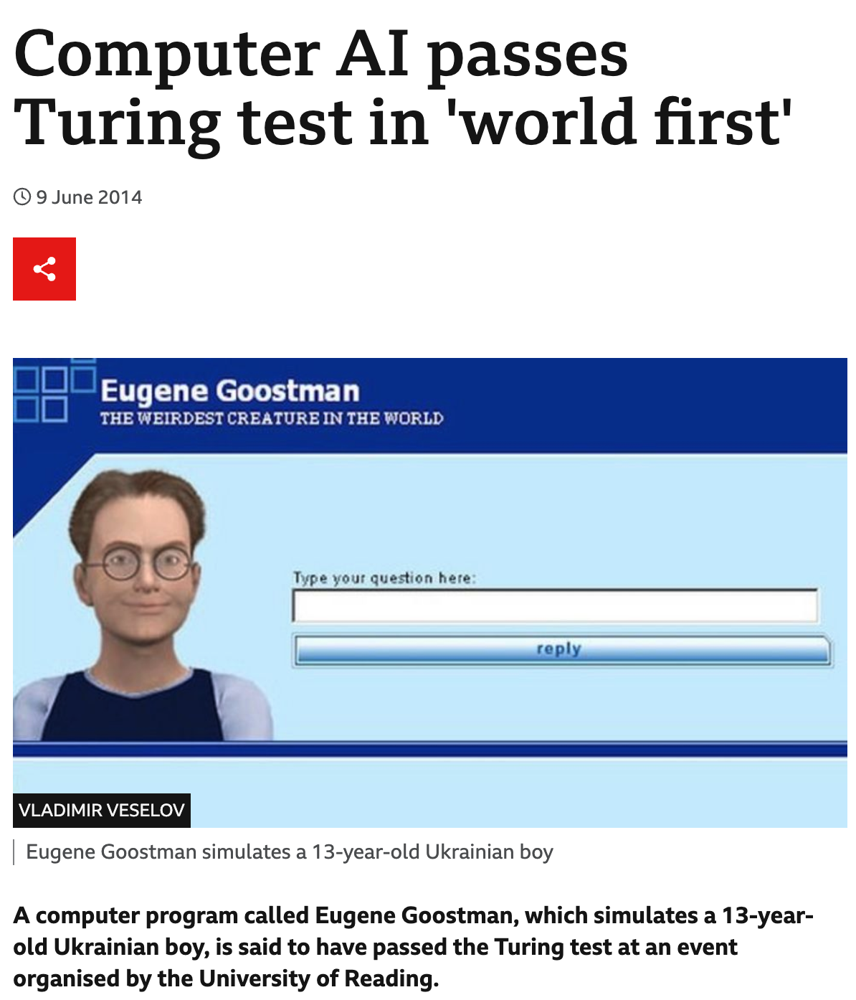 Computer AI passes
Turing test in 'world first'
9 June 2014
Eugene Goostman
THE WEIRDEST CREATURE IN THE WORLD
Type your question here:
reply
VLADIMIR VESELOV
Eugene Goostman simulates a 13-year-old Ukrainian boy
A computer program called Eugene Goostman, which simulates a 13-year-
old Ukrainian boy, is said to have passed the Turing test at an event
organised by the University of Reading.